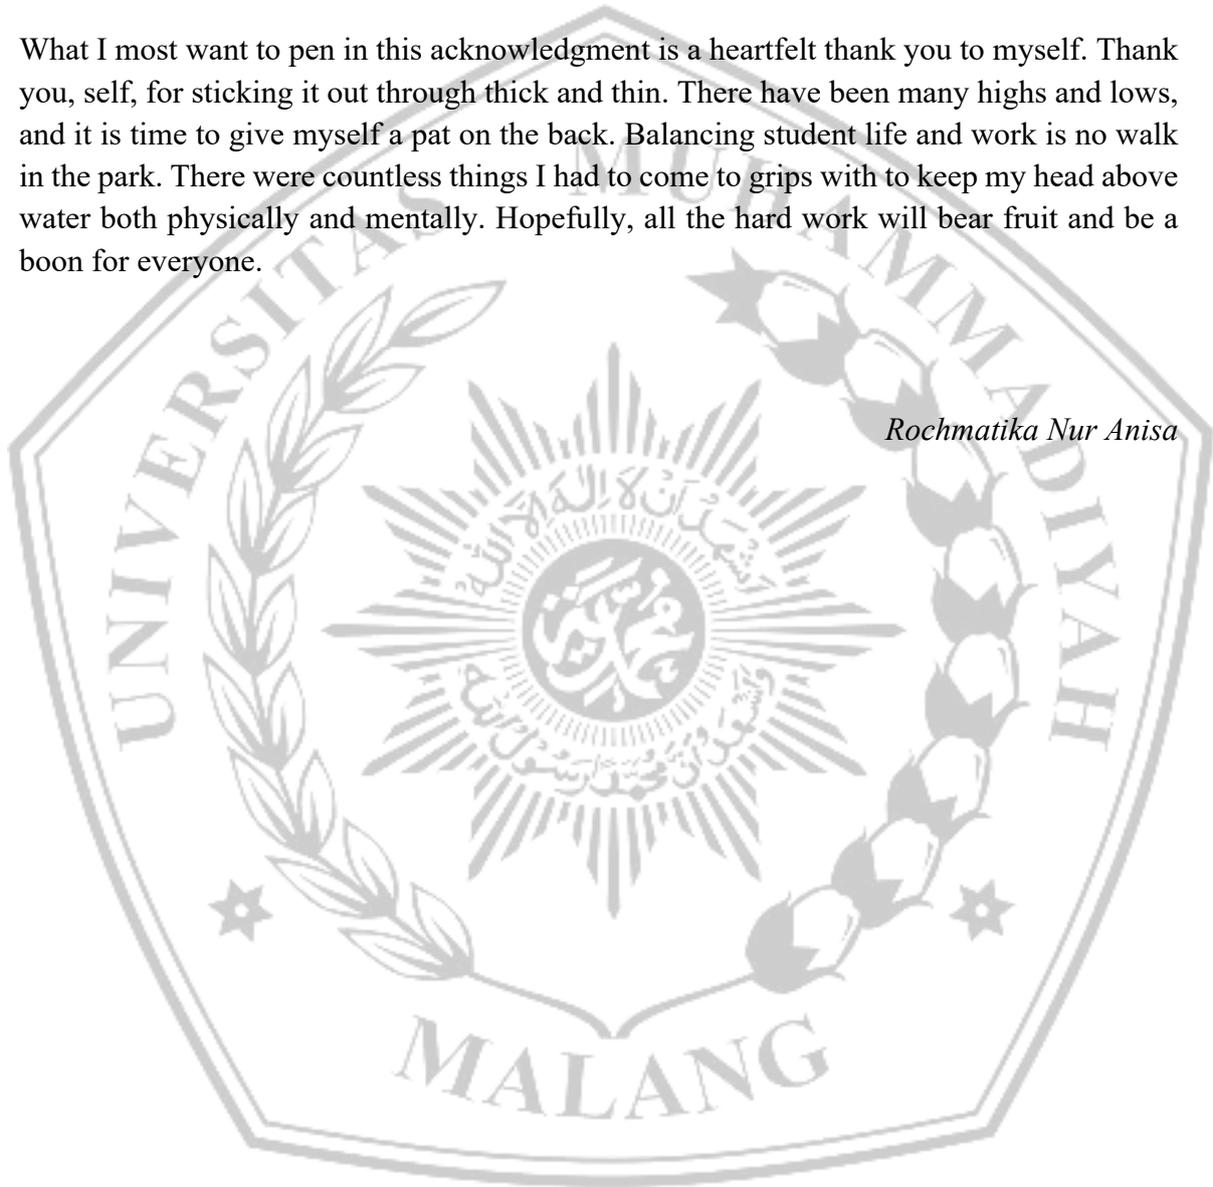 What I most want to pen in this acknowledgment is a heartfelt thank you to myself. Thank
you, self, for sticking it out through thick and thin. There have been many highs and lows,
and it is time to give myself a pat on the back. Balancing student life and work is no walk
in the park. There were countless things I had to come to grips with to keep my head above
water both physically and mentally. Hopefully, all the hard work will bear fruit and be a
boon for everyone.
Rochmatika Nur Anisa
UNIVERSITAS MUHAMMADIYAH
MALANG